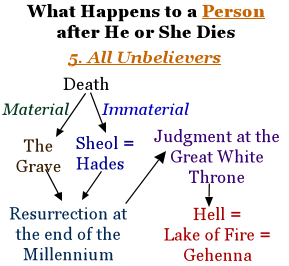 What Happens to a Person
after He or She Dies
5. All Unbelievers
Death
Material
Immaterial
The
Grave
Sheol =
Hades
Judgment at the
Great White
Throne
Resurrection at
the end of the
Millennium
Hell =
Lake of Fire =
Gehenna